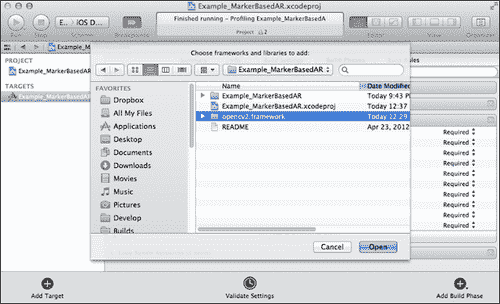 Example_MarkerBasedAR.xcodeproj
E... iOS D...
Finished running – Profiling Example_MarkerBasedA
Project ⚠2
Run
Stop
Scheme
Breakpoints
Editor
View
Organizer
Example_MarkerBasedAR.xcodeproj
PROJECT
Example_MarkerBasedAR
TARGETS
Choose frameworks and libraries to add:
Example_MarkerBasedAR
FAVORITES
Dropbox
All My Files
Applications
Desktop
Documents
Downloads
Movies
Music
Pictures
Develop
Builds
Name
Date Modified
Example_MarkerBasedAR
Today 9:43 P
Example_MarkerBasedAR.xcodeproj
Today 12:37
opencv2.framework
Today 12:29
README
Apr 23, 2012
Cancel
Open
Required
Required
Required
Required
Required
Required
Required
Required
Required
Add Target
Validate Settings
Add Build Phase